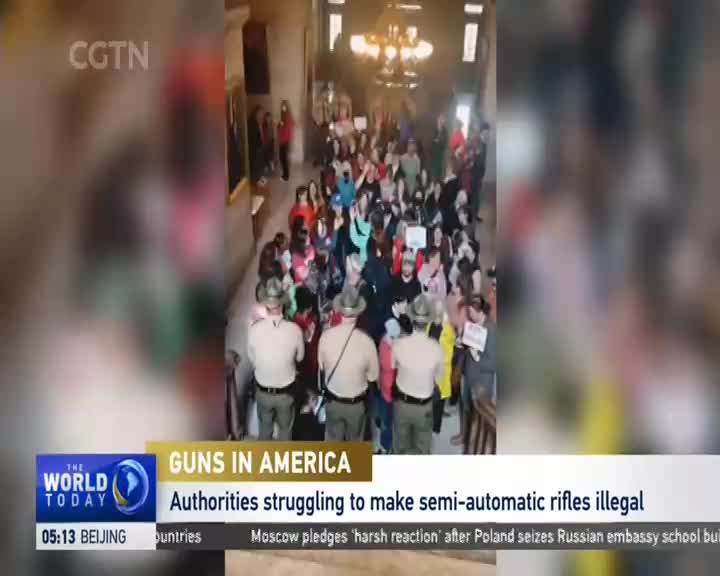 CGTN
GUNS IN AMERICA
THE
WORLD
TODAY
Authorities struggling to make semi-automatic rifles illegal
05:13 BEIJING
ountries Moscow pledges 'harsh reaction' after Poland seizes Russian embassy school bui